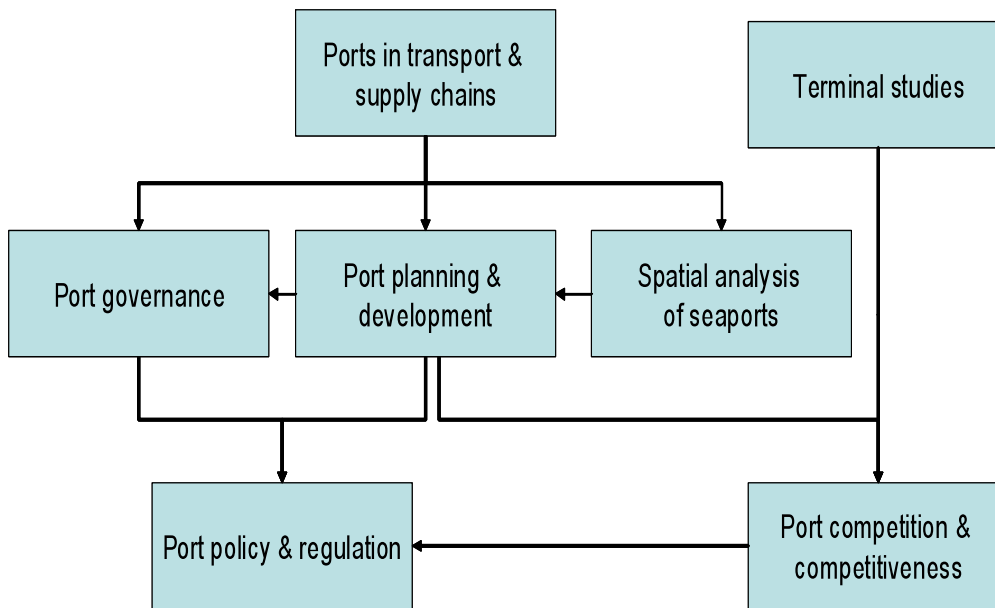 Ports in transport &
supply chains
Terminal studies
Port governance
Port planning &
development
Spatial analysis
of seaports
Port policy & regulation
Port competition &
competitiveness